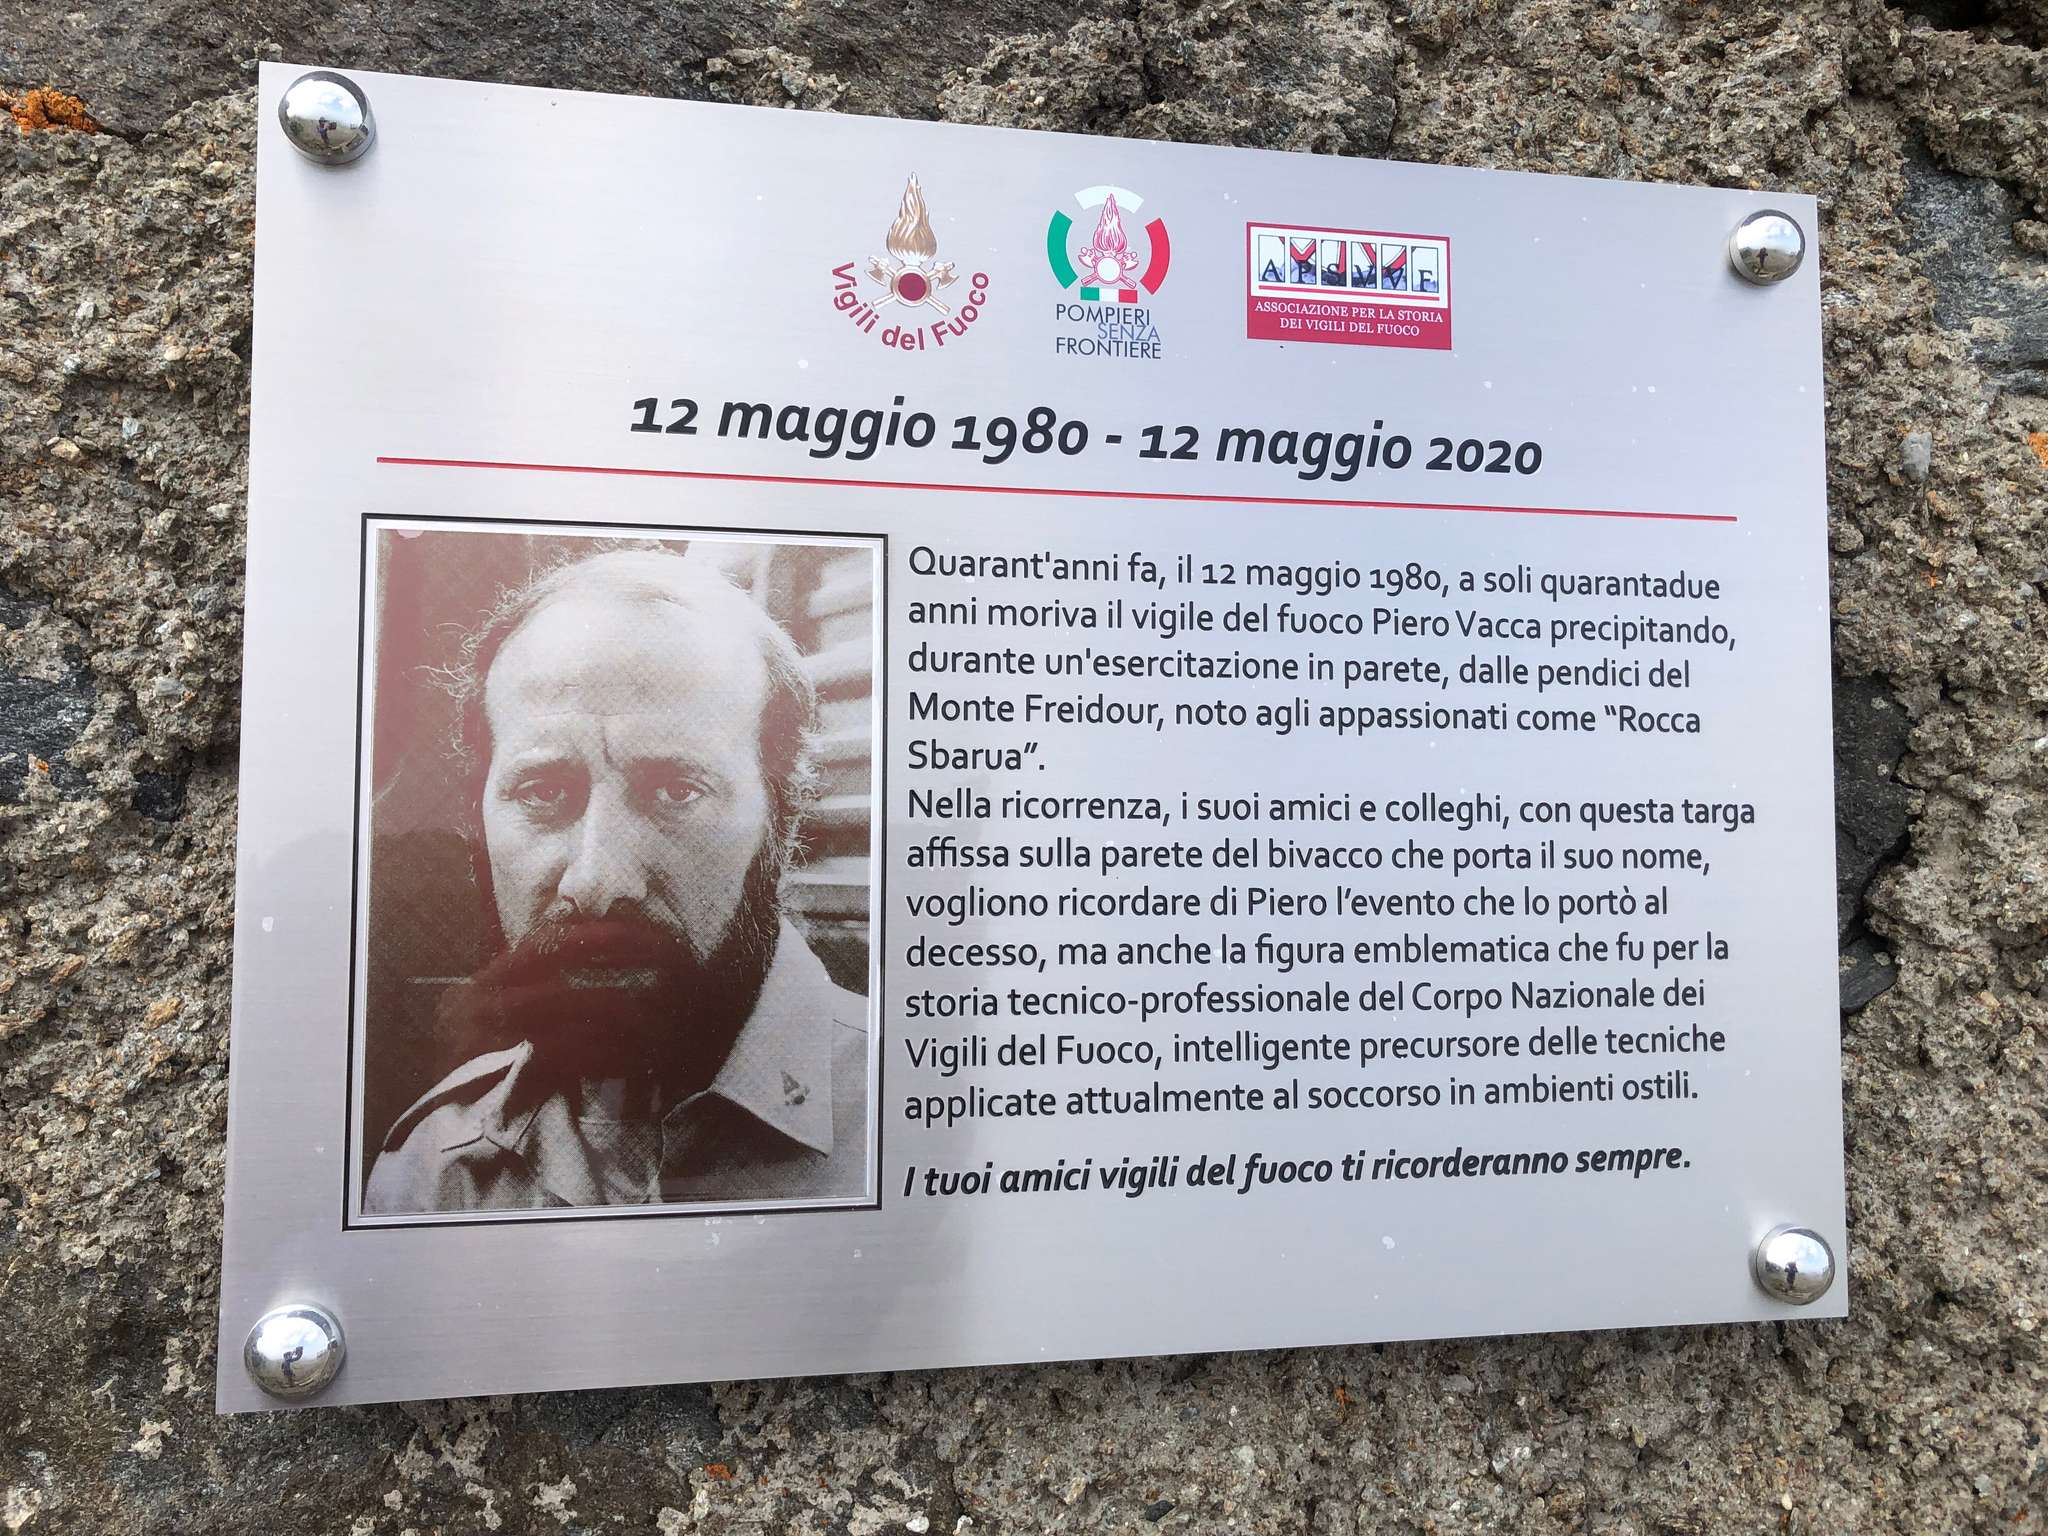 Vigili del Fuoco
POMPIERI
SENZA
FRONTIERE
APSVVF
ASSOCIAZIONE PER LA STORIA
DEI VIGILI DEL FUOCO
12 maggio 1980 - 12 maggio 2020
Quarant'anni fa, il 12 maggio 1980, a soli quarantadue
anni moriva il vigile del fuoco Piero Vacca precipitando,
durante un'esercitazione in parete, dalle pendici del
Monte Freidour, noto agli appassionati come “Rocca
Sbarua”.
Nella ricorrenza, i suoi amici e colleghi, con questa targa
affissa sulla parete del bivacco che porta il suo nome,
vogliono ricordare di Piero l’evento che lo portò al
decesso, ma anche la figura emblematica che fu per la
storia tecnico-professionale del Corpo Nazionale dei
Vigili del Fuoco, intelligente precursore delle tecniche
applicate attualmente al soccorso in ambienti ostili.
I tuoi amici vigili del fuoco ti ricorderanno sempre.